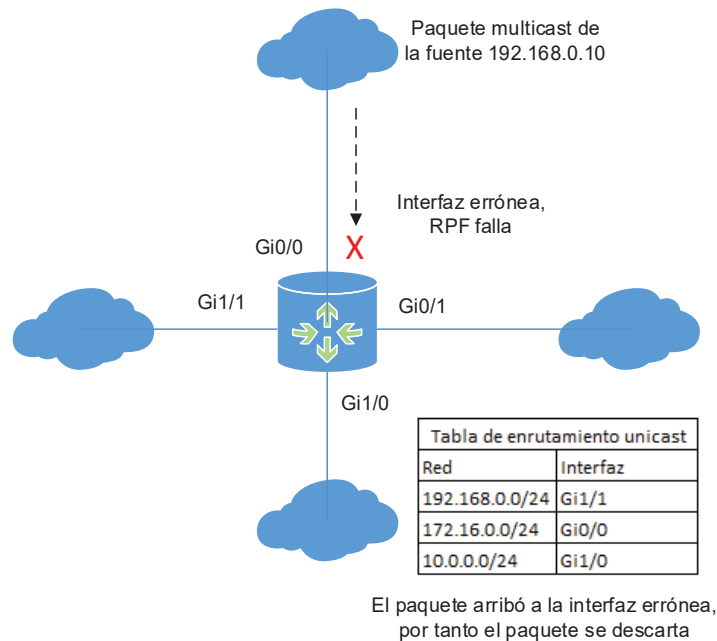 Paquete multicast de
la fuente 192.168.0.10
Interfaz errónea,
RPF falla
Gi0/0
X
Gi1/1
Gi0/1
Gi1/0
Tabla de enrutamiento unicast
Red Interfaz
192.168.0.0/24 Gi1/1
172.16.0.0/24 Gi0/0
10.0.0.0/24 Gi1/0
El paquete arribó a la interfaz errónea,
por tanto el paquete se descarta